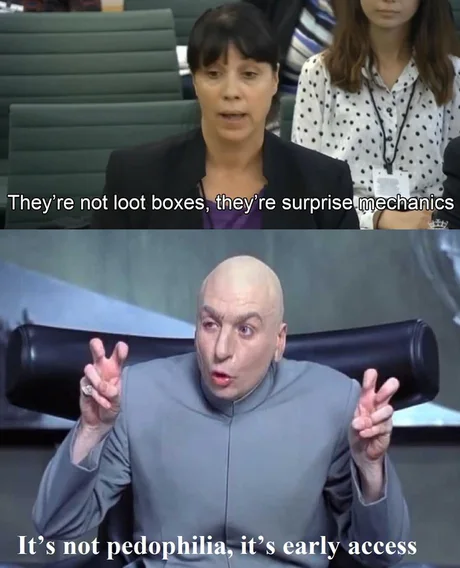 They're not loot boxes, they're surprise mechanics
It's not pedophilia, it's early access